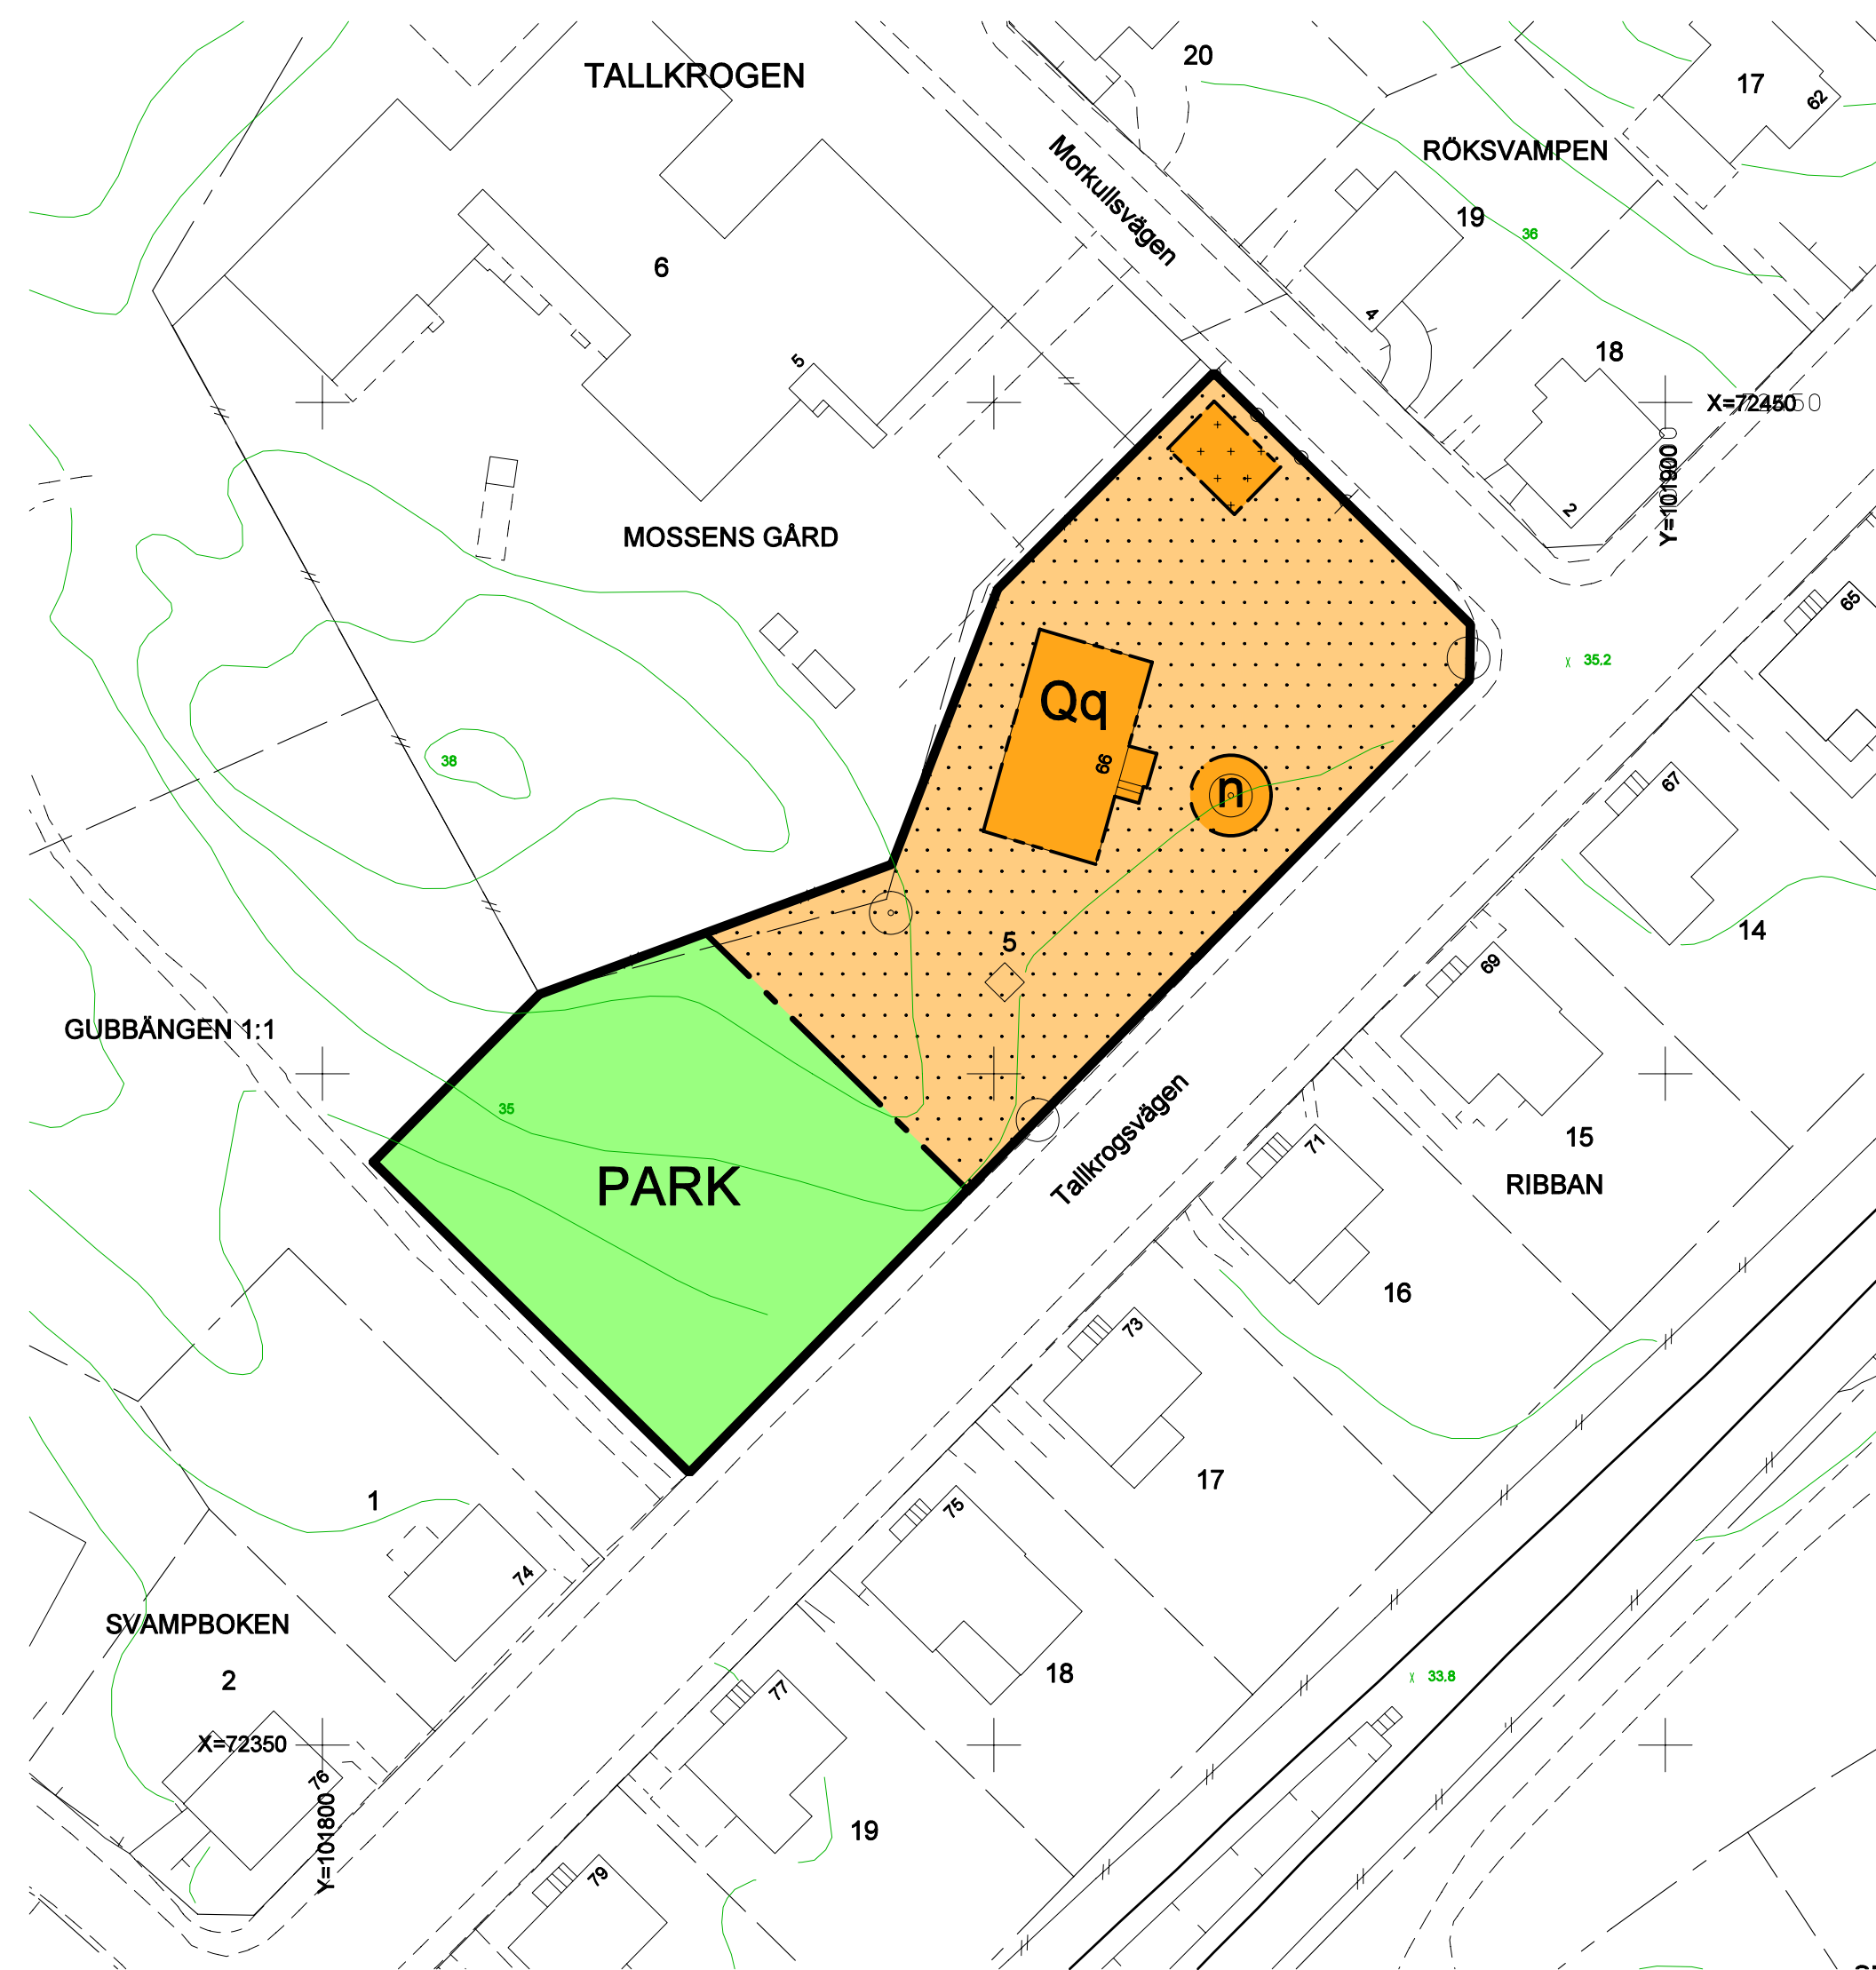 TALLKROGEN
20
17
62
Morkullsvägen
RÖKSVAMPEN
19
36
6
4
18
5
X=72450
Y=101900
2
MOSSENS GÅRD
65
35.2
Qq
66
n
38
67
14
5
69
GUBBÄNGEN 1:1
35
Tallkrogsvägen
71
15
PARK
RIBBAN
16
73
17
1
75
74
SVAMPBOKEN
2
18
33.8
77
X=72350
76
Y=101800
19
79